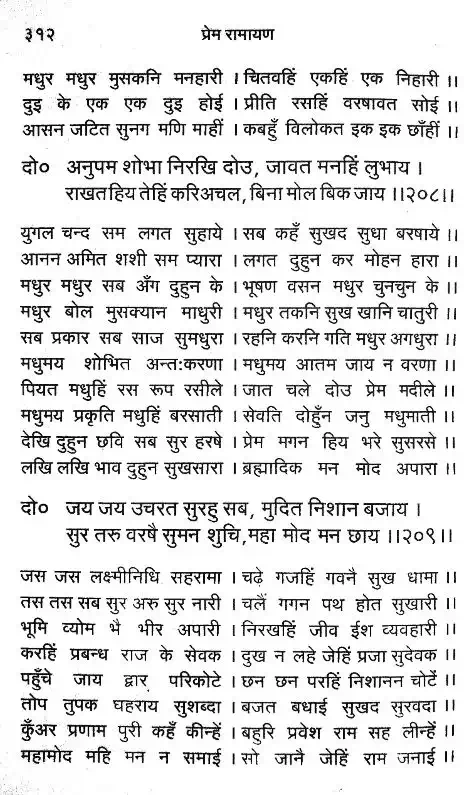 ३१२ प्रेम रामायण
मधुर मधुर मुसकनि मनहारी । चितवहिं एकहिं एक निहारी ।।
दुइ के एक एक दुइ होई । प्रीति रसहिं वरषावत सोई ।।
आसन जटित सुनग मणि माहीं । कबहुँ विलोकत इक इक छाँहीं ।।
दो० अनुपम शोभा निरखि दोउ, जावत मनहिं लुभाय ।
राखत हिय तेहिं करिअचल, बिना मोल बिक जाय ।।२०८।।
युगल चन्द सम लगत सुहाये । सब कहँ सुखद सुधा बरषाये ।।
आनन अमित शशी सम प्यारा । लगत दुहुन कर मोहन हारा ।।
मधुर मधुर सब अँग दुहुन के । भूषण वसन मधुर चुनचुन के ।।
मधुर बोल मुसक्यान माधुरी । मधुर तकनि सुख खानि चातुरी ।।
सब प्रकार सब साज सुमधुरा । रहनि करनि गति मधुर अगधुरा ।।
मधुमय शोभित अन्त:करणा । मधुमय आतम जाय न वरणा ।।
पियत मधुहिं रस रूप रसीले । जात चले दोउ प्रेम मदीले ।।
मधुमय प्रकृति मधुहिं बरसाती । सेवति दोहुँन जनु मधुमाती ।।
देखि दुहुन छवि सब सुर हरषे । प्रेम मगन हिय भरे सुसरसे ।।
लखि लखि भाव दुहुन सुखसारा । ब्रह्मादिक मन मोद अपारा ।।
दो० जय जय उचरत सुरहु सब, मुदित निशान बजाय ।
सुर तरु वरषै सुमन शुचि, महा मोद मन छाय ।।२०९।।
जस जस लक्ष्मीनिधि सहरामा । चढ़े गजहिं गवनै सुख धामा ।।
तस तस सब सुर अरु सुर नारी । चलैं गगन पथ होत सुखारी ।।
भूमि व्योम भै भीर अपारी । निरखहिं जीव ईश व्यवहारी ।।
करहिं प्रबन्ध राज के सेवक । दुख न लहे जेहिं प्रजा सुदेवक ।।
पहुँचे जाय द्वार परिकोटे । छन छन परहिं निशानन चोटें ।।
तोप तुपक घहराय सुशब्दा । बजत बधाई सुखद सुरवदा ।।
कुँअर प्रणाम पुरी कहँ कीन्हें । बहुरि प्रवेश राम सह लीन्हें ।।
महामोद महि मन न समाई । सो जानै जेहिं राम जनाई ।।